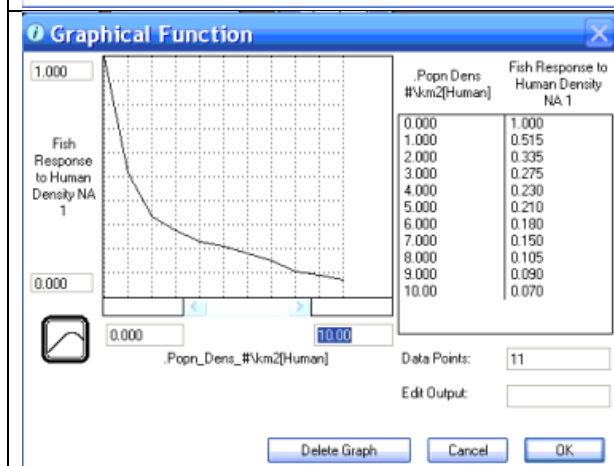 Graphical Function
1.000
Fish
Response
to Human
Density NA
1
0.000
0.000
10.00
.Popn_Dens_#\km2[Human]
.Popn Dens
#\km2[Human]
Fish Response to
Human Density
NA 1
0.000 1.000
1.000 0.515
2.000 0.335
3.000 0.275
4.000 0.230
5.000 0.210
6.000 0.180
7.000 0.150
8.000 0.105
9.000 0.090
10.00 0.070
Data Points: 11
Edit Output:
Delete Graph
Cancel
OK